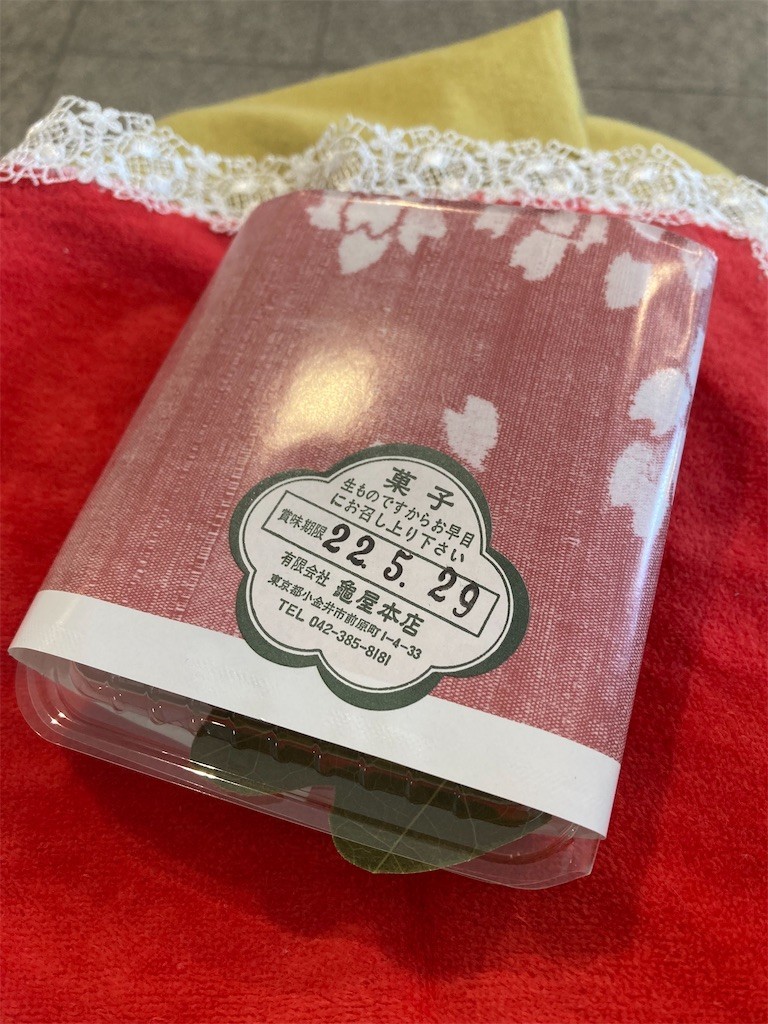 菓子
生ものですからお早目
にお召し上り下さい
賞味期限 22.5.29
有限会社 龜屋本店
東京都小金井市前原町1-4-33
TEL 042-385-8181